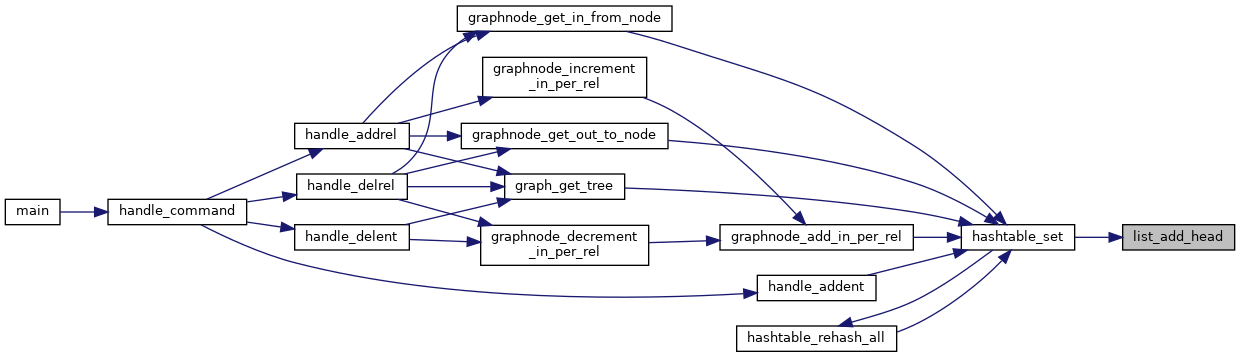 graphnode_get_in_from_node
graphnode_increment
_in_per_rel
handle_addrel
graphnode_get_out_to_node
handle_delrel
graph_get_tree
main
handle_command
handle_delent
graphnode_decrement
_in_per_rel
graphnode_add_in_per_rel
hashtable_set
list_add_head
handle_addent
hashtable_rehash_all